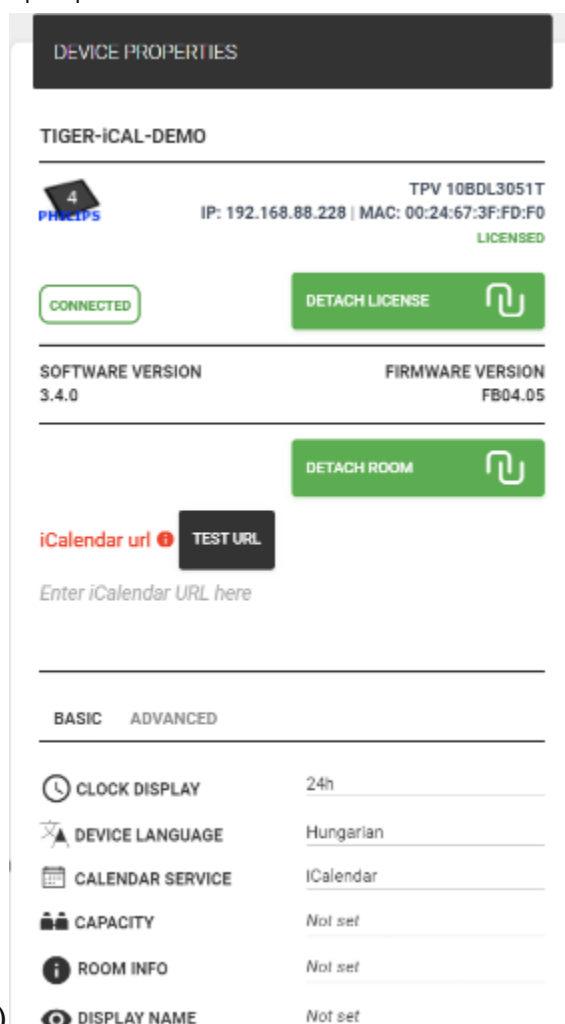 DEVICE PROPERTIES
TIGER-iCAL-DEMO
4
PHILIPS
TPV 10BDL3051T
IP: 192.168.88.228 | MAC: 00:24:67:3F:FD:F0
LICENSED
CONNECTED
DETACH LICENSE
SOFTWARE VERSION
3.4.0
FIRMWARE VERSION
FB04.05
DETACH ROOM
iCalendar url
TEST URL
Enter iCalendar URL here
BASIC ADVANCED
CLOCK DISPLAY 24h
DEVICE LANGUAGE Hungarian
CALENDAR SERVICE ICalendar
CAPACITY Not set
ROOM INFO Not set
DISPLAY NAME Not set